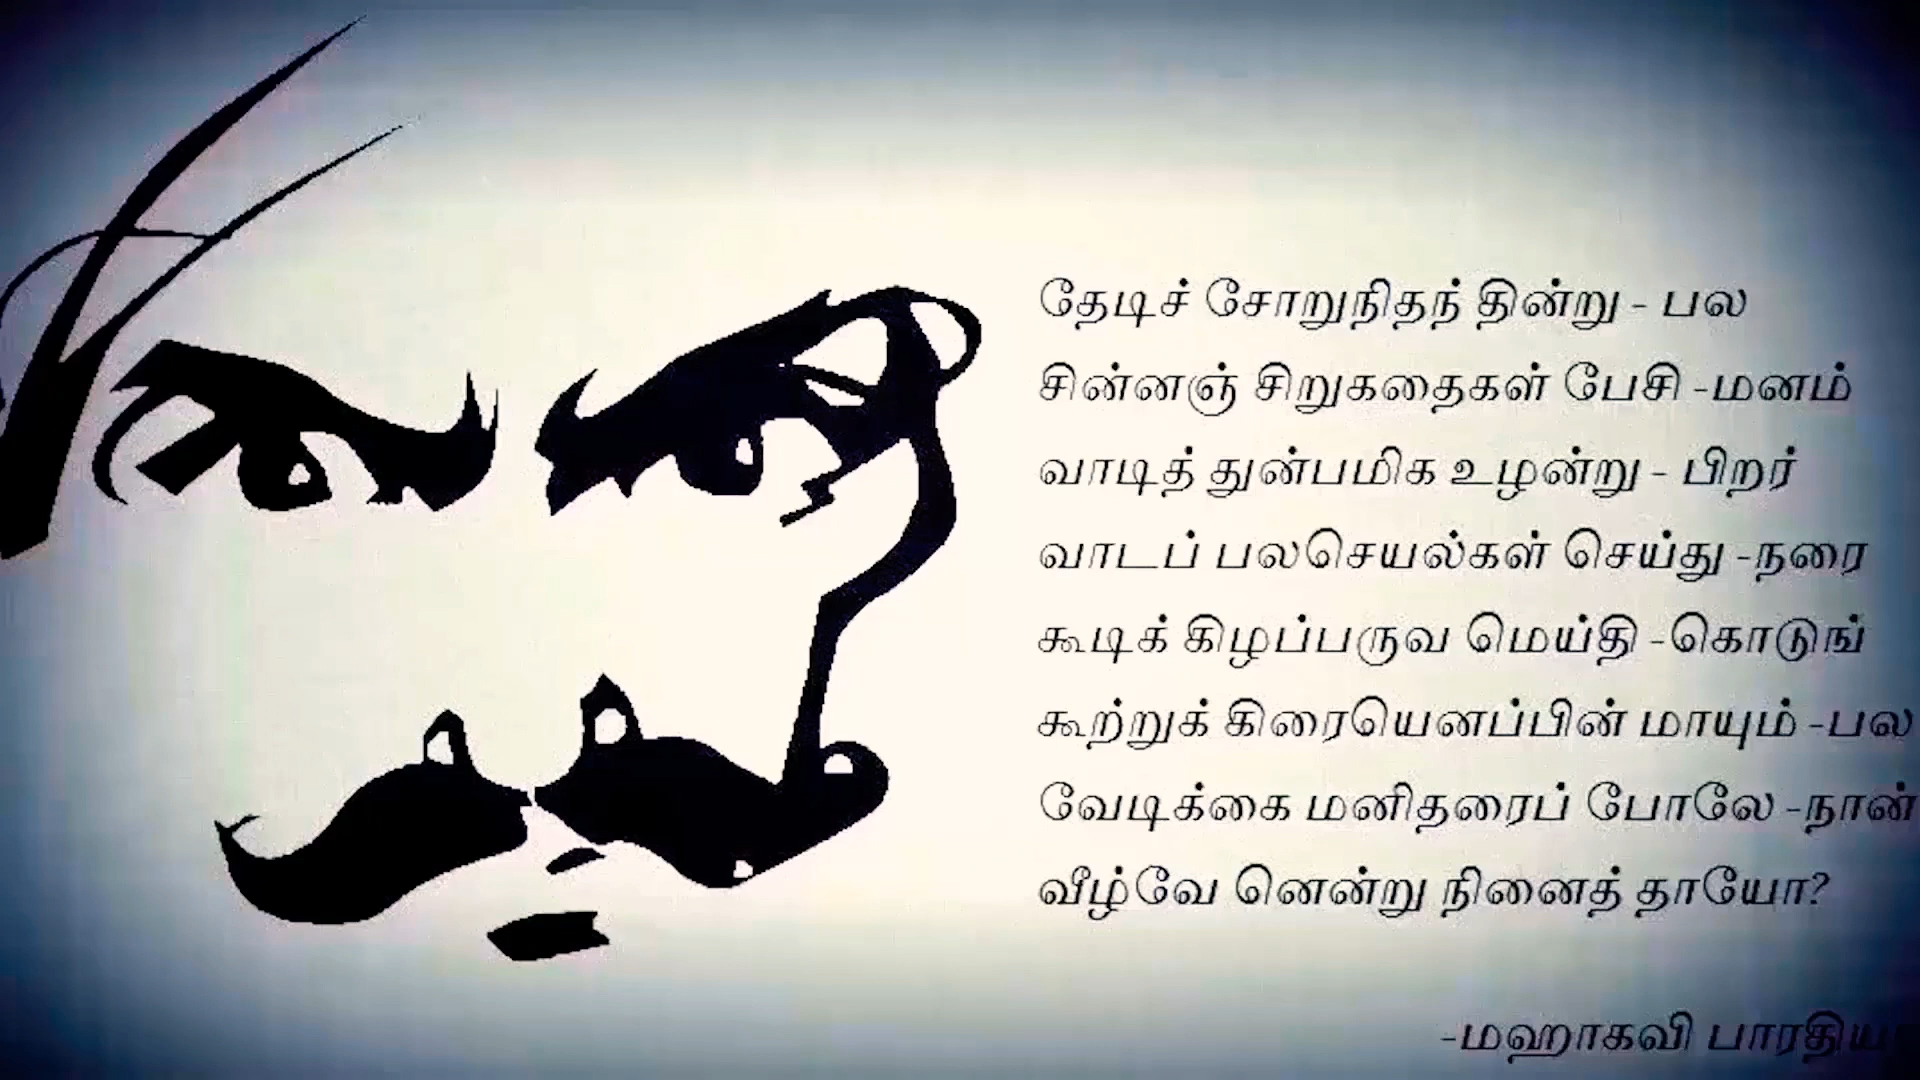 தேடிச் சோறுநிதந் தின்று - பல
சின்னஞ் சிறுகதைகள் பேசி -மனம்
வாடித் துன்பமிக உழன்று - பிறர்
வாடப் பலசெயல்கள் செய்து -நரை
கூடிக் கிழப்பருவ மெய்தி -கொடுங்
கூற்றுக் கிரையெனப்பின் மாயும் -பல
வேடிக்கை மனிதரைப் போலே -நான்
வீழ்வே னென்று நினைத் தாயோ?
-மஹாகவி பாரதிய